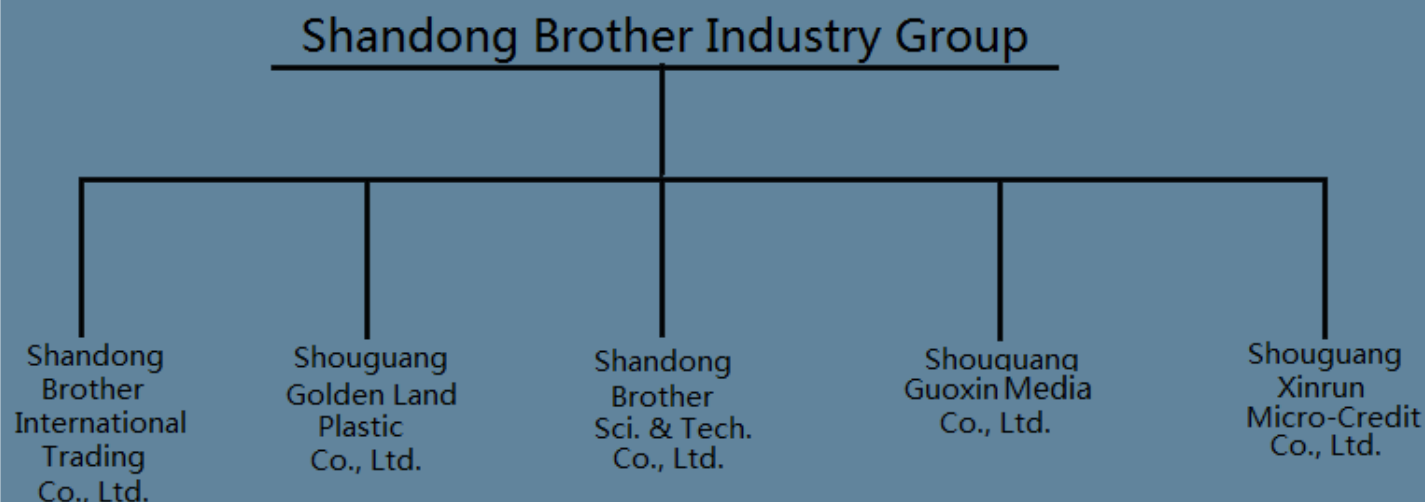 Shandong Brother Industry Group
Shandong
Brother
International
Trading
Co., Ltd.
Shouguang
Golden Land
Plastic
Co., Ltd.
Shandong
Brother
Sci. & Tech.
Co., Ltd.
Shouguang
Guoxin Media
Co., Ltd.
Shouguang
Xinrun
Micro-Credit
Co., Ltd.